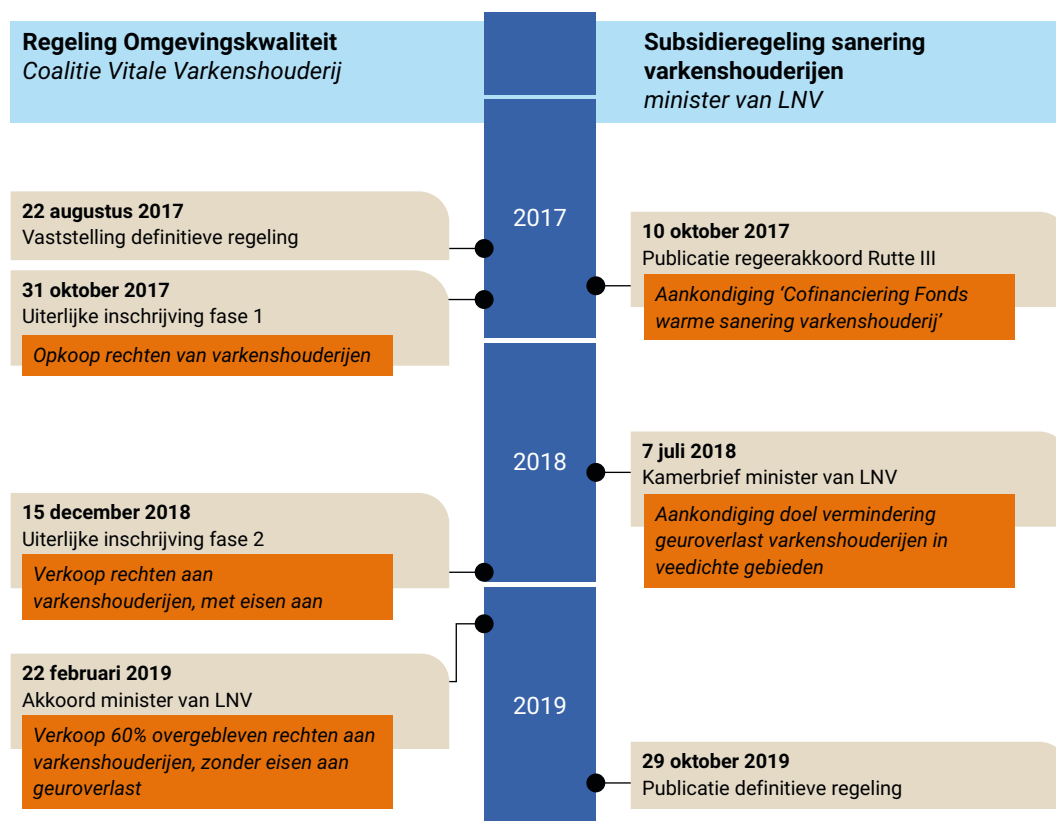 Regeling Omgevingskwaliteit
Coalitie Vitale Varkenshouderij
Subsidieregeling sanering
varkenshouderijen
minister van LNV
2017
22 augustus 2017
Vaststelling definitieve regeling
31 oktober 2017
Uiterlijke inschrijving fase 1
Opkoop rechten van varkenshouderijen
10 oktober 2017
Publicatie regeerakkoord Rutte III
Aankondiging ‘Cofinanciering Fonds
warme sanering varkenshouderij’
2018
15 december 2018
Uiterlijke inschrijving fase 2
Verkoop rechten aan
varkenshouderijen, met eisen aan
7 juli 2018
Kamerbrief minister van LNV
Aankondiging doel vermindering
geuroverlast varkenshouderijen in
veedichte gebieden
2019
22 februari 2019
Akkoord minister van LNV
Verkoop 60% overgebleven rechten aan
varkenshouderijen, zonder eisen aan
geuroverlast
29 oktober 2019
Publicatie definitieve regeling